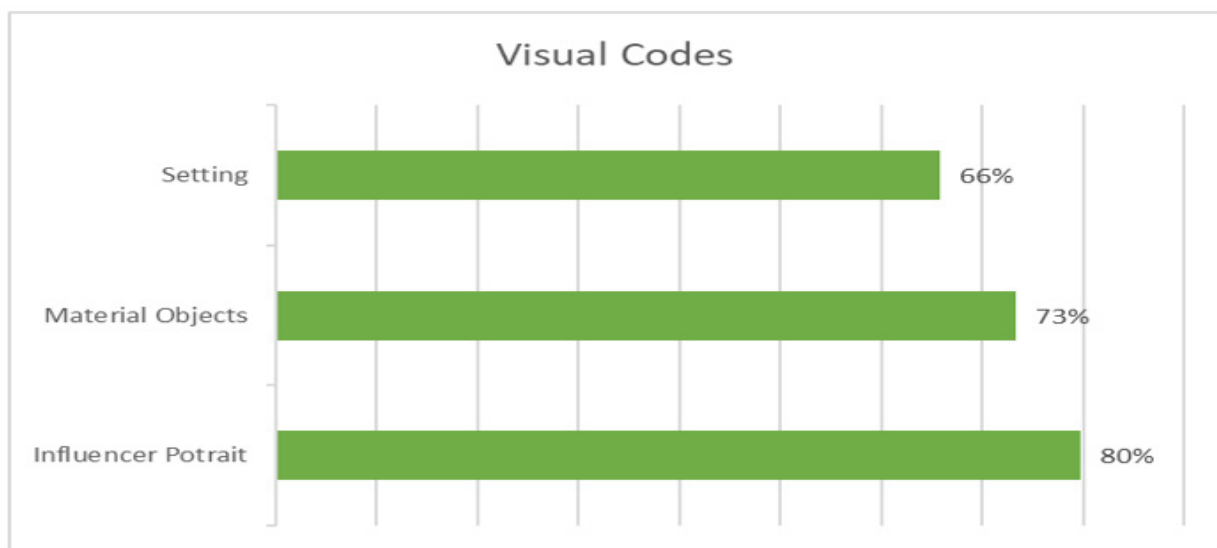 Visual Codes
Setting
66%
Material Objects
73%
Influencer Potrait
80%